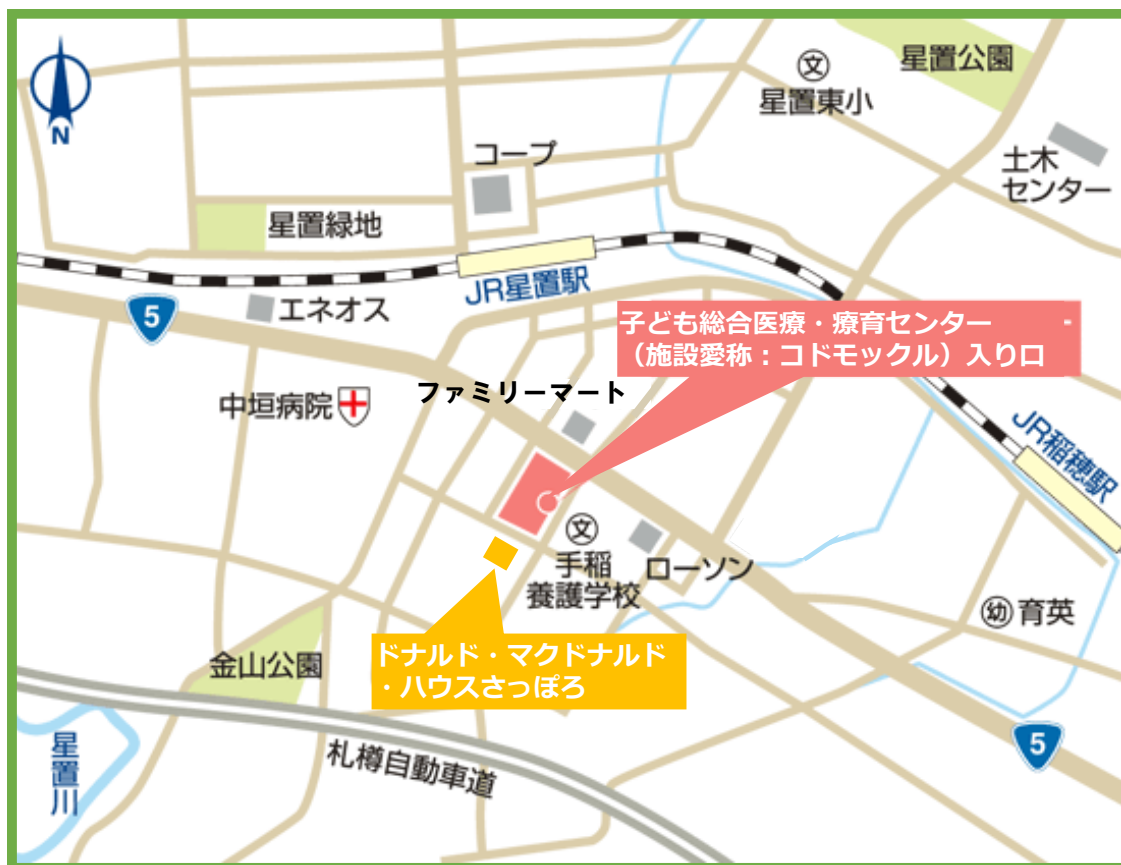 N
文
星置東小
星置公園
土木
センター
コープ
星置緑地
JR星置駅
5
エネオス
子ども総合医療・療育センター
（施設愛称：コドモックル）入り口
ファミリーマート
中垣病院
JR稲穂駅
文
手稲
養護学校
ローソン
幼 育英
ドナルド・マクドナルド
・ハウスさっぽろ
金山公園
5
札樽自動車道
星置川